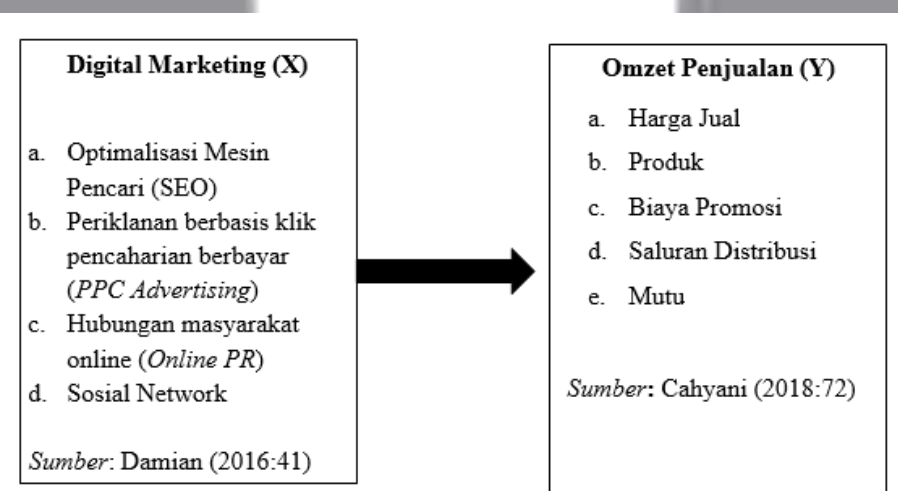 Digital Marketing (X)
a. Optimalisasi Mesin
Pencari (SEO)
b. Periklanan berbasis klik
pencaharian berbayar
(PPC Advertising)
c. Hubungan masyarakat
online (Online PR)
d. Sosial Network
Sumber: Damian (2016:41)
Omzet Penjualan (Y)
a. Harga Jual
b. Produk
c. Biaya Promosi
d. Saluran Distribusi
e. Mutu
Sumber: Cahyani (2018:72)